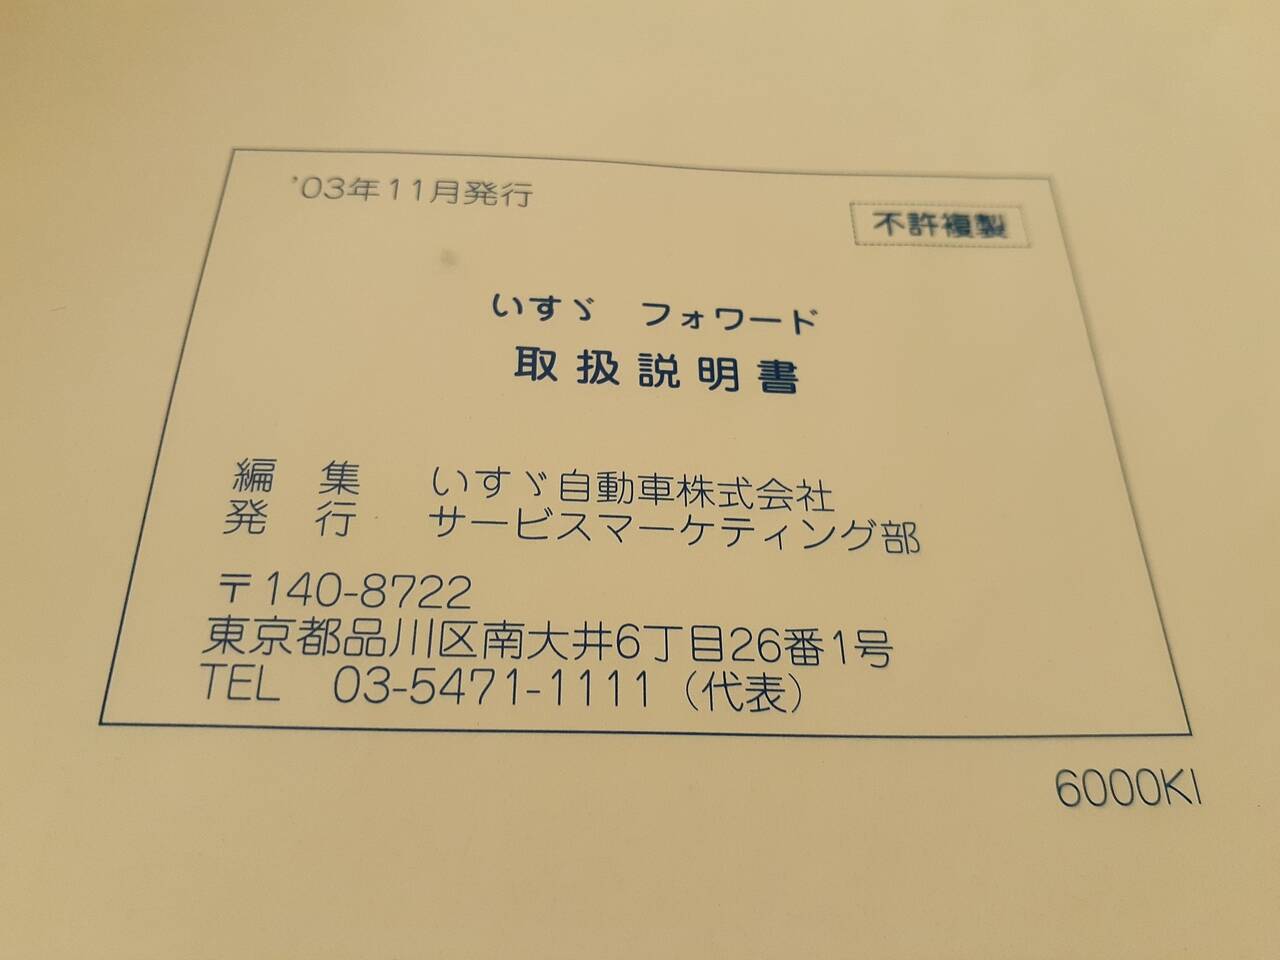 '03年11月発行
不許複製
いすゞ フォワード
取扱説明書
編 集 いすゞ自動車株式会社
発 行 サービスマーケティング部
〒140-8722
東京都品川区南大井6丁目26番1号
TEL 03-5471-1111（代表）
6000KI